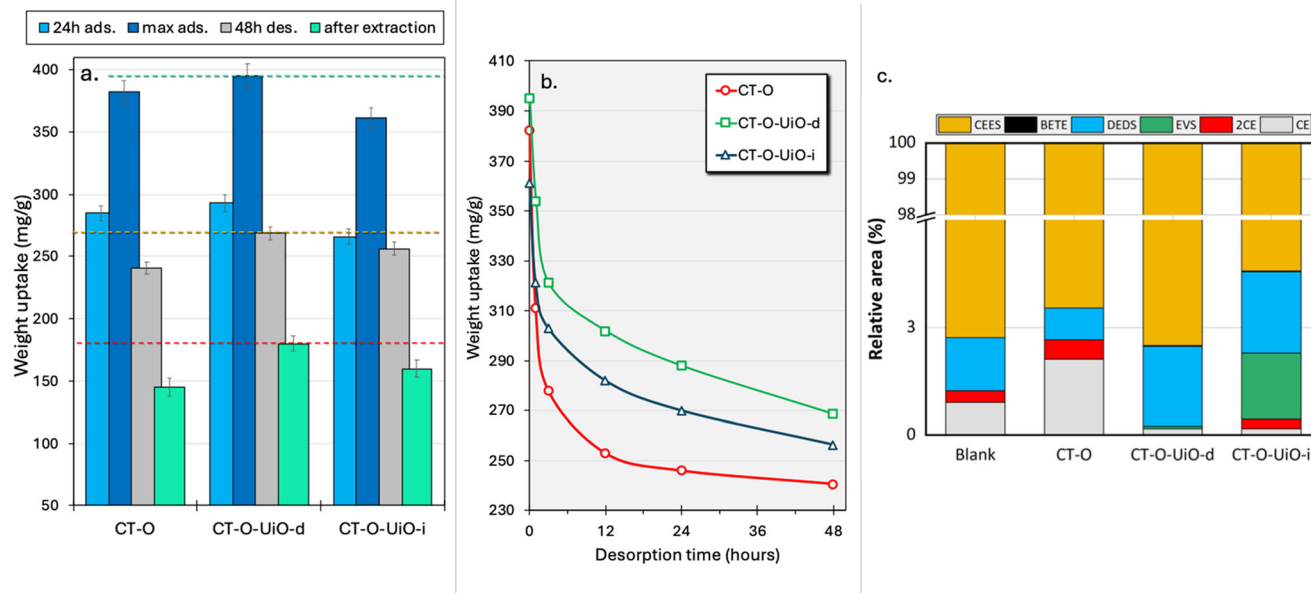 24h ads. max ads. 48h des. after extraction
a.
Weight uptake (mg/g)
400
350
300
250
200
150
100
50
CT-O CT-O-UiO-d CT-O-UiO-i
b.
CT-O
CT-O-UiO-d
CT-O-UiO-i
Weight uptake (mg/g)
410
390
370
350
330
310
290
270
250
230
0 12 24 36 48
Desorption time (hours)
c.
CEES BETE DEDS EVS 2CE CE
Relative area (%)
100
99
98
3
0
Blank CT-O CT-O-UiO-d CT-O-UiO-i